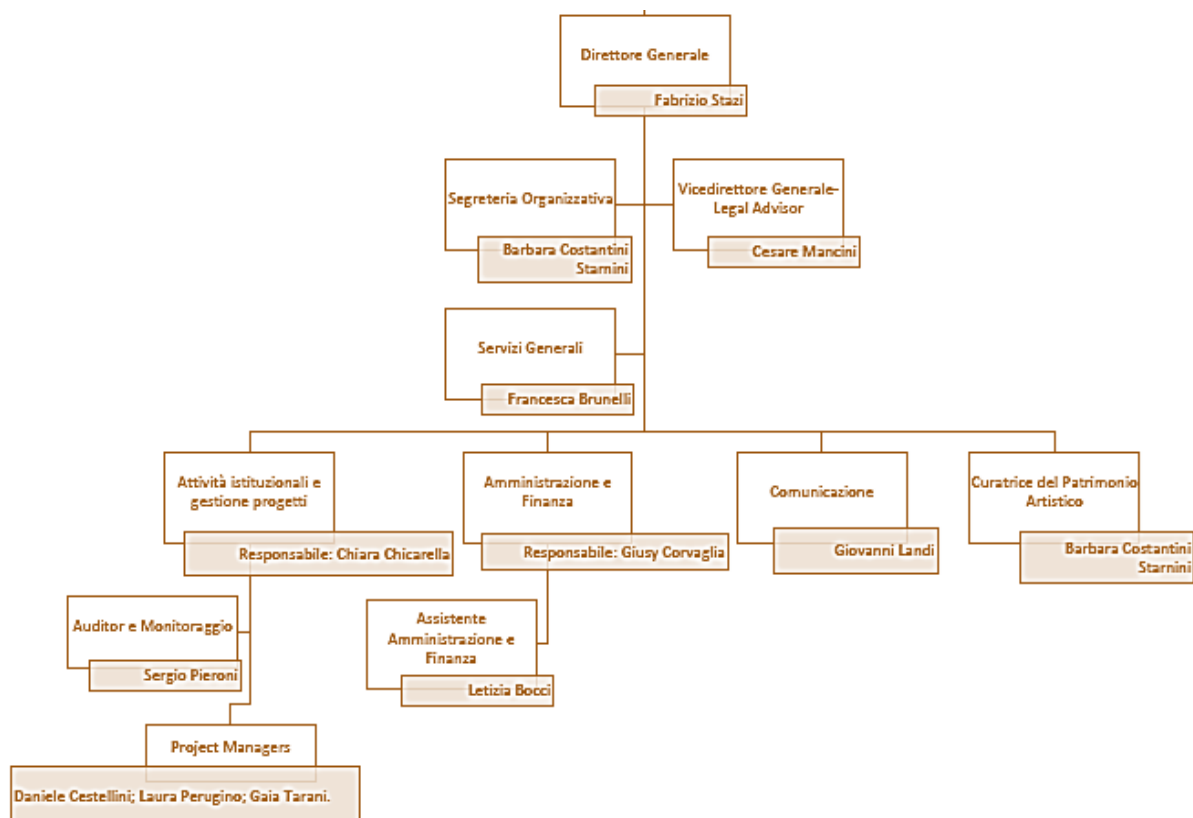 Direttore Generale
Fabrizio Stazi
Segreteria Organizzativa
Barbara Costantini
Starnini
Vicedirettore Generale-
Legal Advisor
Cesare Mancini
Servizi Generali
Francesca Brunelli
Attività istituzionali e
gestione progetti
Responsabile: Chiara Chicarella
Amministrazione e
Finanza
Responsabile: Giusy Corvaglia
Comunicazione
Giovanni Landi
Curatrice del Patrimonio
Artistico
Barbara Costantini
Starnini
Auditor e Monitoraggio
Sergio Pieroni
Assistente
Amministrazione e
Finanza
Letizia Bocci
Project Managers
Daniele Cestellini; Laura Perugino; Gaia Tarani.